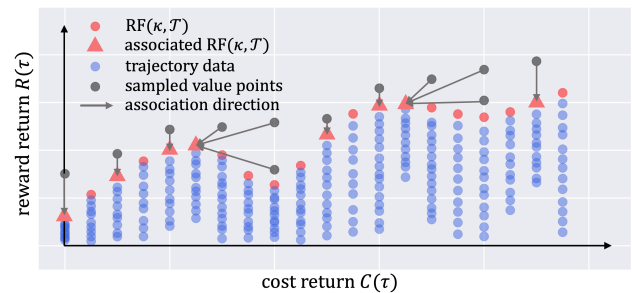 RF(κ, 𝒯)
associated RF(κ, 𝒯)
trajectory data
sampled value points
association direction
reward return R(τ)
cost return C(τ)